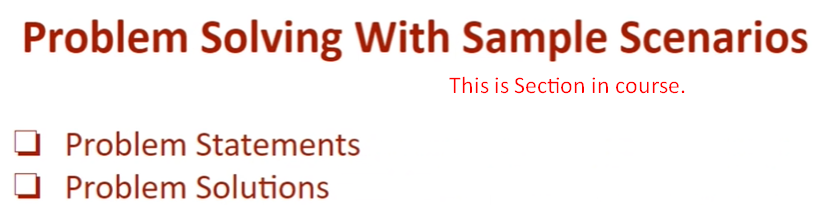 Problem Solving With Sample Scenarios
This is Section in course.
❑ Problem Statements
❑ Problem Solutions